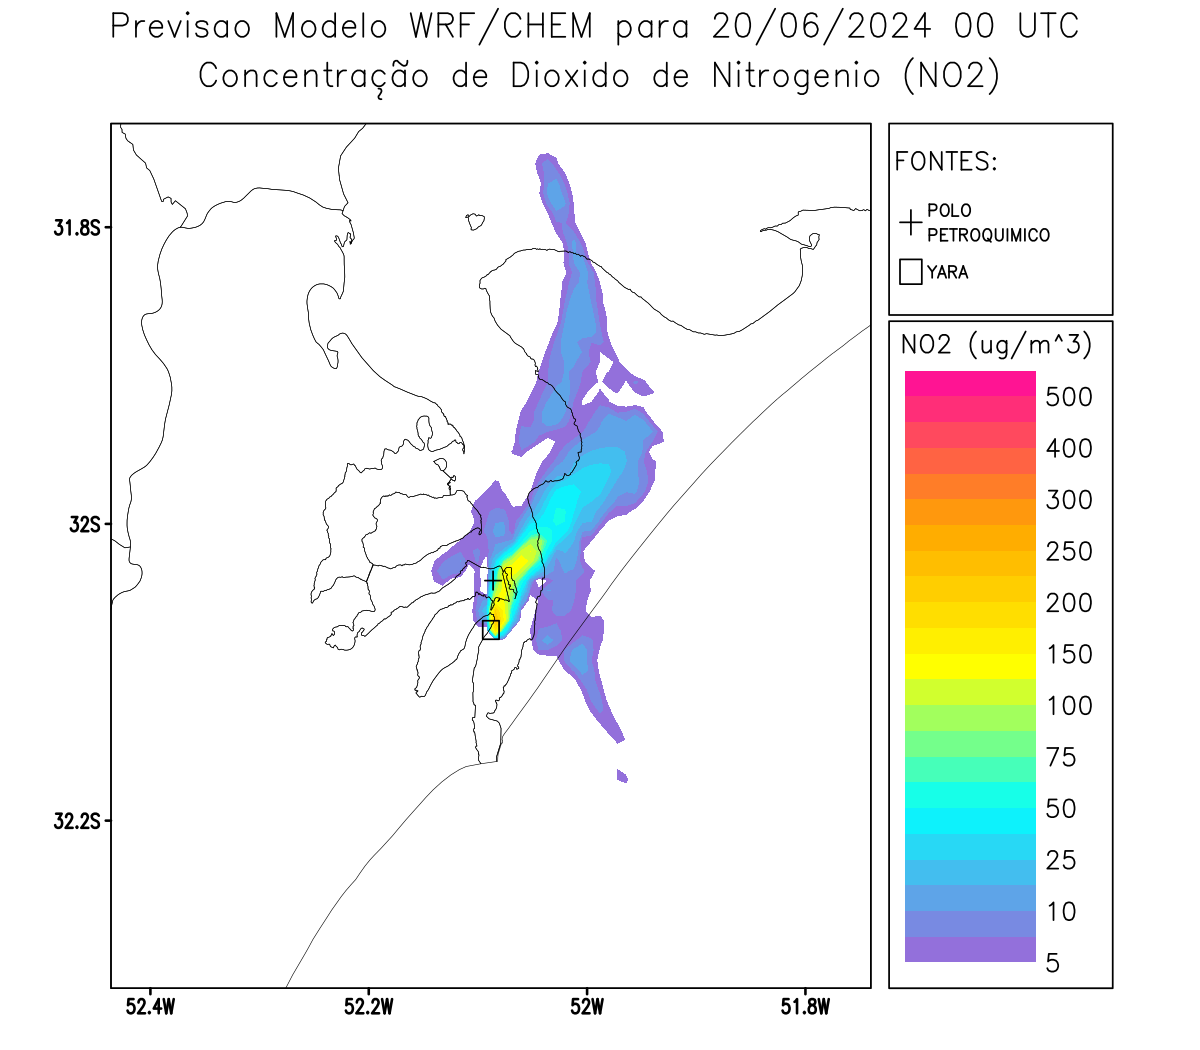 Previsao Modelo WRF/CHEM para 20/06/2024 00 UTC
Concentração de Dioxido de Nitrogenio (NO2)
FONTES:
POLO
PETROQUIMICO
YARA
NO2 (ug/m^3)
500
400
300
250
200
150
100
75
50
25
10
5
31.8S
32S
32.2S
52.4W
52.2W
52W
51.8W